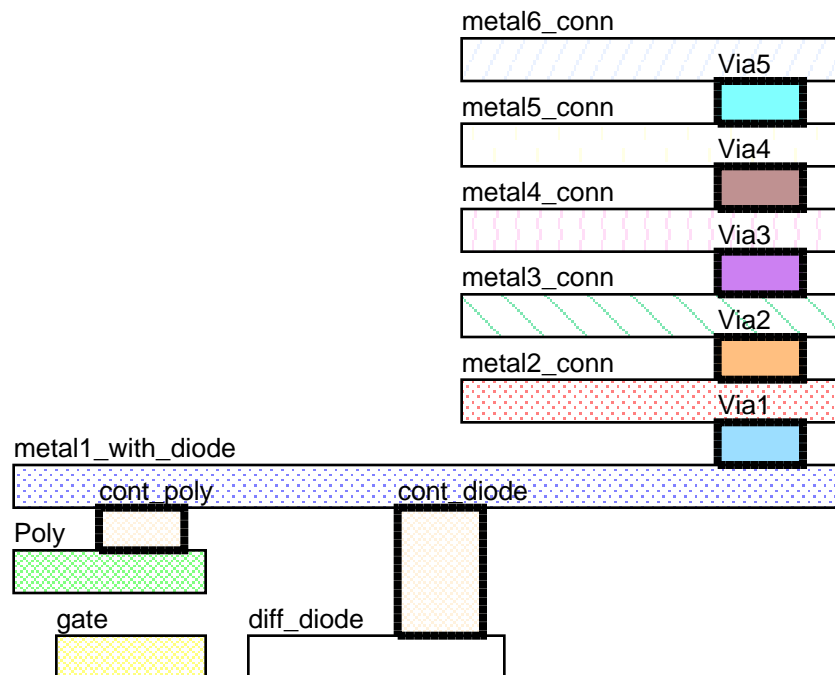 metal6_conn
Via5
metal5_conn
Via4
metal4_conn
Via3
metal3_conn
Via2
metal2_conn
Via1
metal1_with_diode
cont_poly
cont_diode
Poly
gate
diff_diode